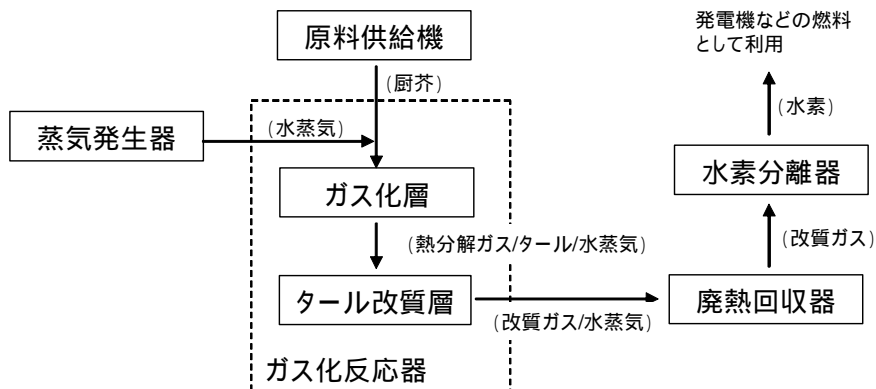 原料供給機
(厨芥)
蒸気発生器
(水蒸気)
ガス化層
(熱分解ガス/タール/水蒸気)
タール改質層
(改質ガス/水蒸気)
ガス化反応器
廃熱回収器
(改質ガス)
水素分離器
(水素)
発電機などの燃料
として利用